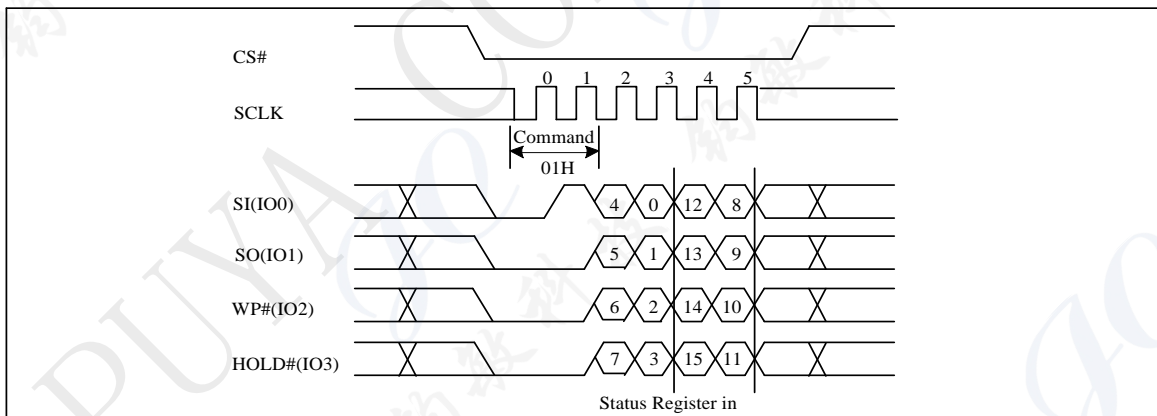 CS#
0 1 2 3 4 5
SCLK
Command
01H
SI(IO0) 4 0 12 8
SO(IO1) 5 1 13 9
WP#(IO2) 6 2 14 10
HOLD#(IO3) 7 3 15 11
Status Register in
PUYA